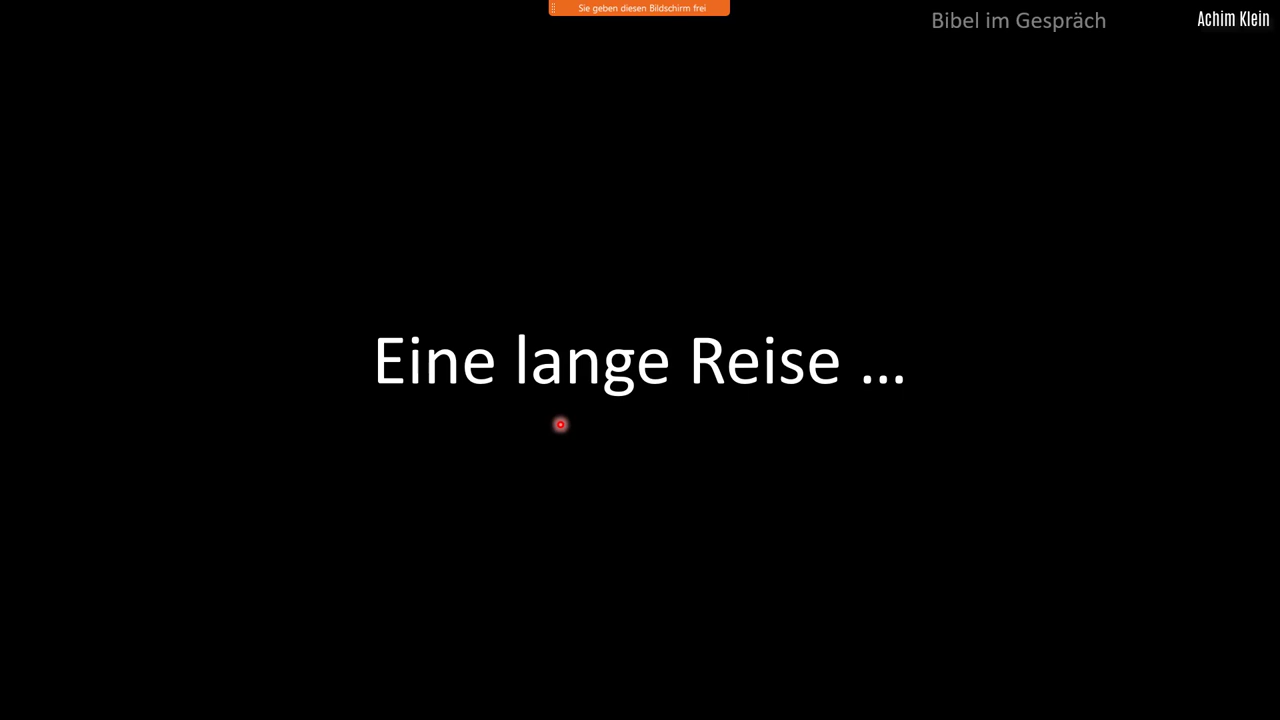 Sie geben diesen Bildschirm frei
Bibel im Gespräch
Achim Klein
Eine lange Reise ...